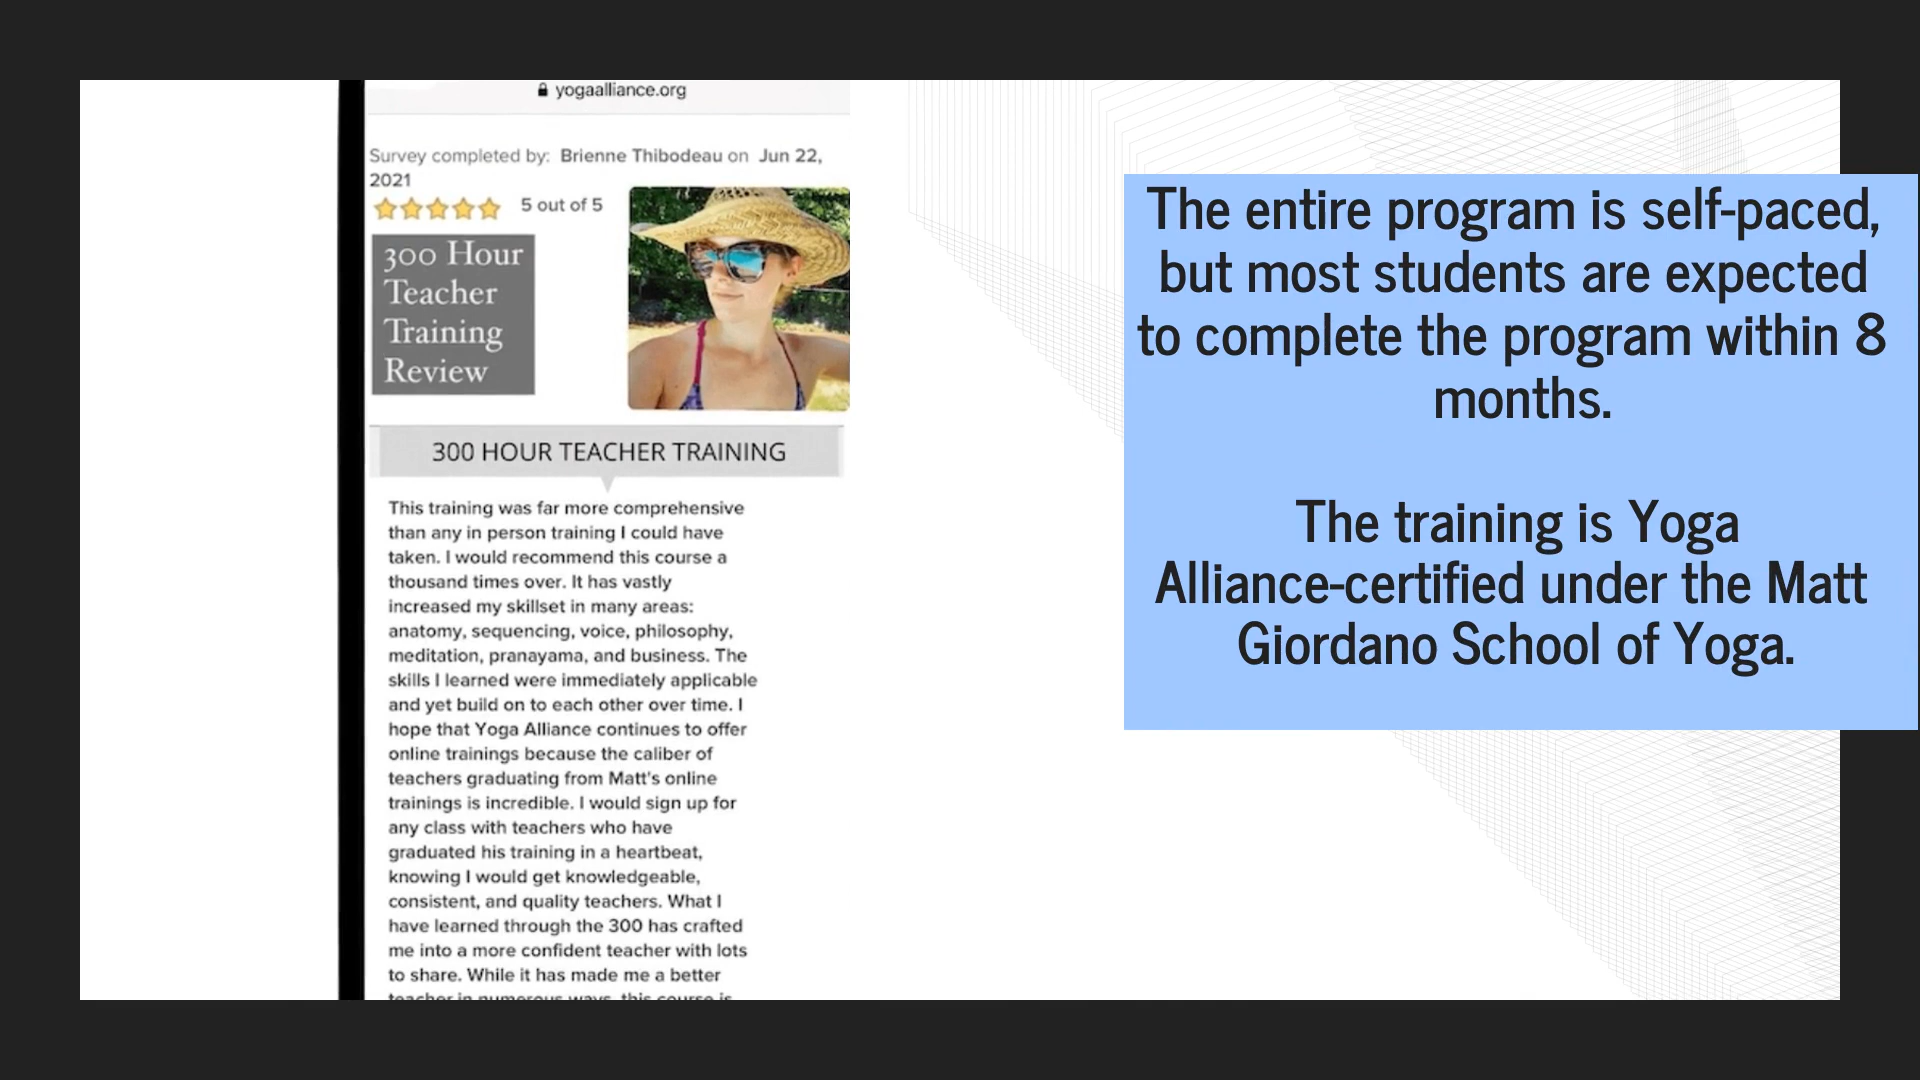 yogaalliance.org
Survey completed by: Brienne Thibodeau on Jun 22,
2021
5 out of 5
300 Hour
Teacher
Training
Review
300 HOUR TEACHER TRAINING
This training was far more comprehensive
than any in person training I could have
taken. I would recommend this course a
thousand times over. It has vastly
increased my skillset in many areas:
anatomy, sequencing, voice, philosophy,
meditation, pranayama, and business. The
skills I learned were immediately applicable
and yet build on to each other over time. I
hope that Yoga Alliance continues to offer
online trainings because the caliber of
teachers graduating from Matt's online
trainings is incredible. I would sign up for
any class with teachers who have
graduated his training in a heartbeat,
knowing I would get knowledgeable,
consistent, and quality teachers. What I
have learned through the 300 has crafted
me into a more confident teacher with lots
to share. While it has made me a better
teacher in numerous ways, this course is
The entire program is self-paced,
but most students are expected
to complete the program within 8
months.
The training is Yoga
Alliance-certified under the Matt
Giordano School of Yoga.